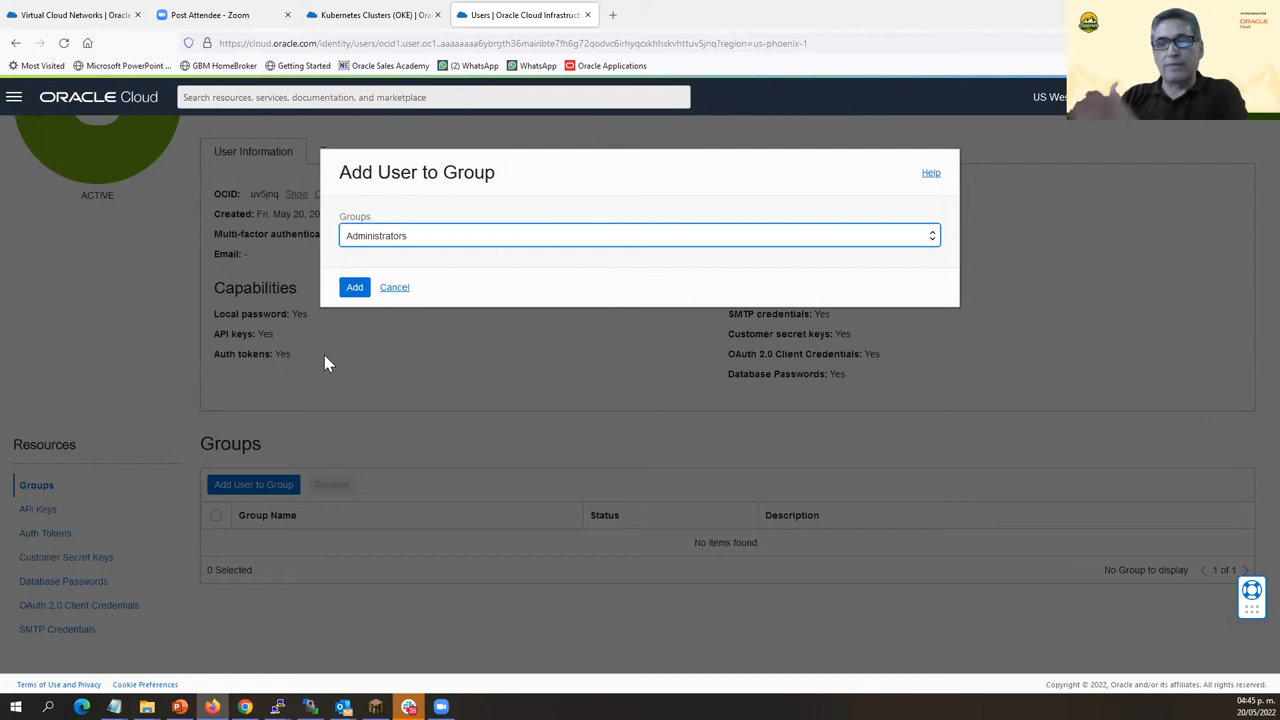 Virtual Cloud Networks | Oracle
Post Attendee - Zoom
Kubernetes Clusters (OKE) | Orac
Users | Oracle Cloud Infrastruct
https://cloud.oracle.com/identity/users/
?region=us-phoenix-1
Most Visited
Microsoft PowerPoint ...
GBM HomeBroker
Getting Started
Oracle Sales Academy
(2) WhatsApp
WhatsApp
Oracle Applications
ORACLE Cloud
Search resources, services, documentation, and marketplace
US Wes
ACTIVE
User Information
OCID: ...uv5jnq Show
Created: Fri, May 20, 20
Multi-factor authentica
Email: -
Capabilities
Local password: Yes
API keys: Yes
Auth tokens: Yes
SMTP credentials: Yes
Customer secret keys: Yes
OAuth 2.0 Client Credentials: Yes
Database Passwords: Yes
Add User to Group
Help
Groups
Administrators
Add
Cancel
Resources
Groups
API Keys
Auth Tokens
Customer Secret Keys
Database Passwords
OAuth 2.0 Client Credentials
SMTP Credentials
Groups
Add User to Group
Remove
Group Name
Status
Description
No items found.
0 Selected
No Group to display
1 of 1
Terms of Use and Privacy
Cookie Preferences
Copyright © 2022, Oracle and/or its affiliates. All rights reserved.
04:45 p. m.
20/05/2022
ORACLE
Cloud